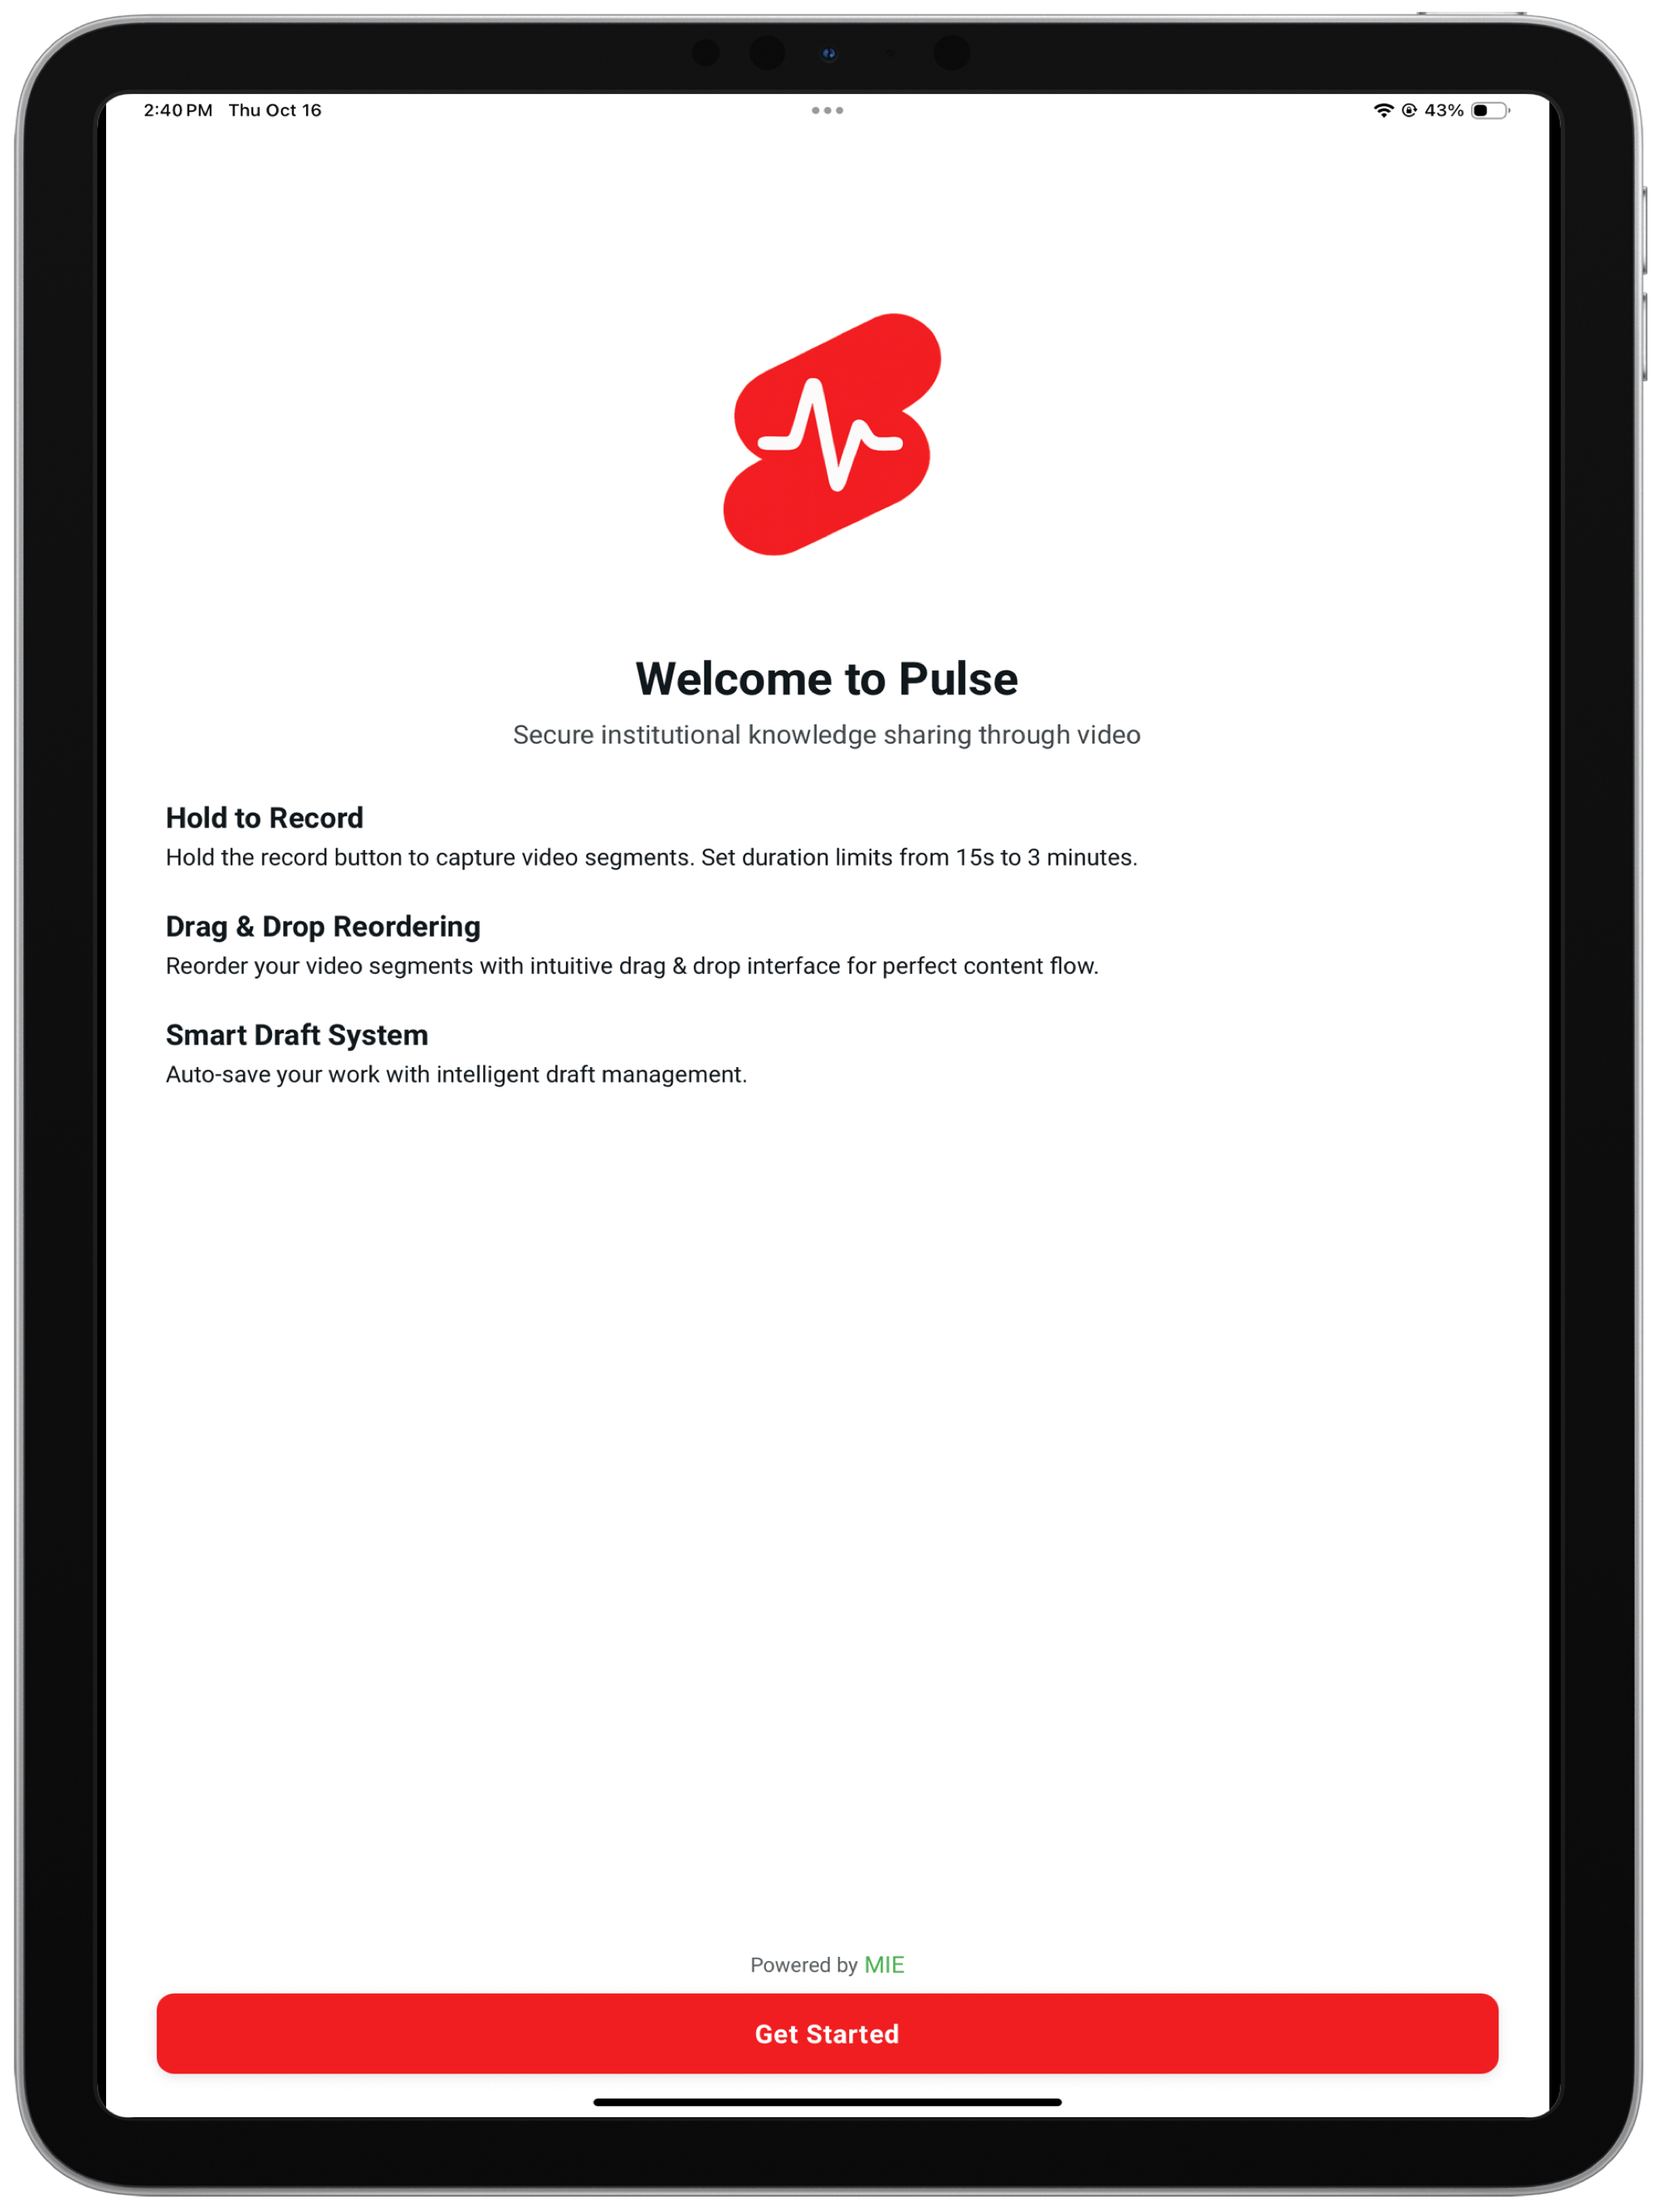 2:40 PM Thu Oct 16
43%
Welcome to Pulse
Secure institutional knowledge sharing through video
Hold to Record
Hold the record button to capture video segments. Set duration limits from 15s to 3 minutes.
Drag & Drop Reordering
Reorder your video segments with intuitive drag & drop interface for perfect content flow.
Smart Draft System
Auto-save your work with intelligent draft management.
Powered by MIE
Get Started